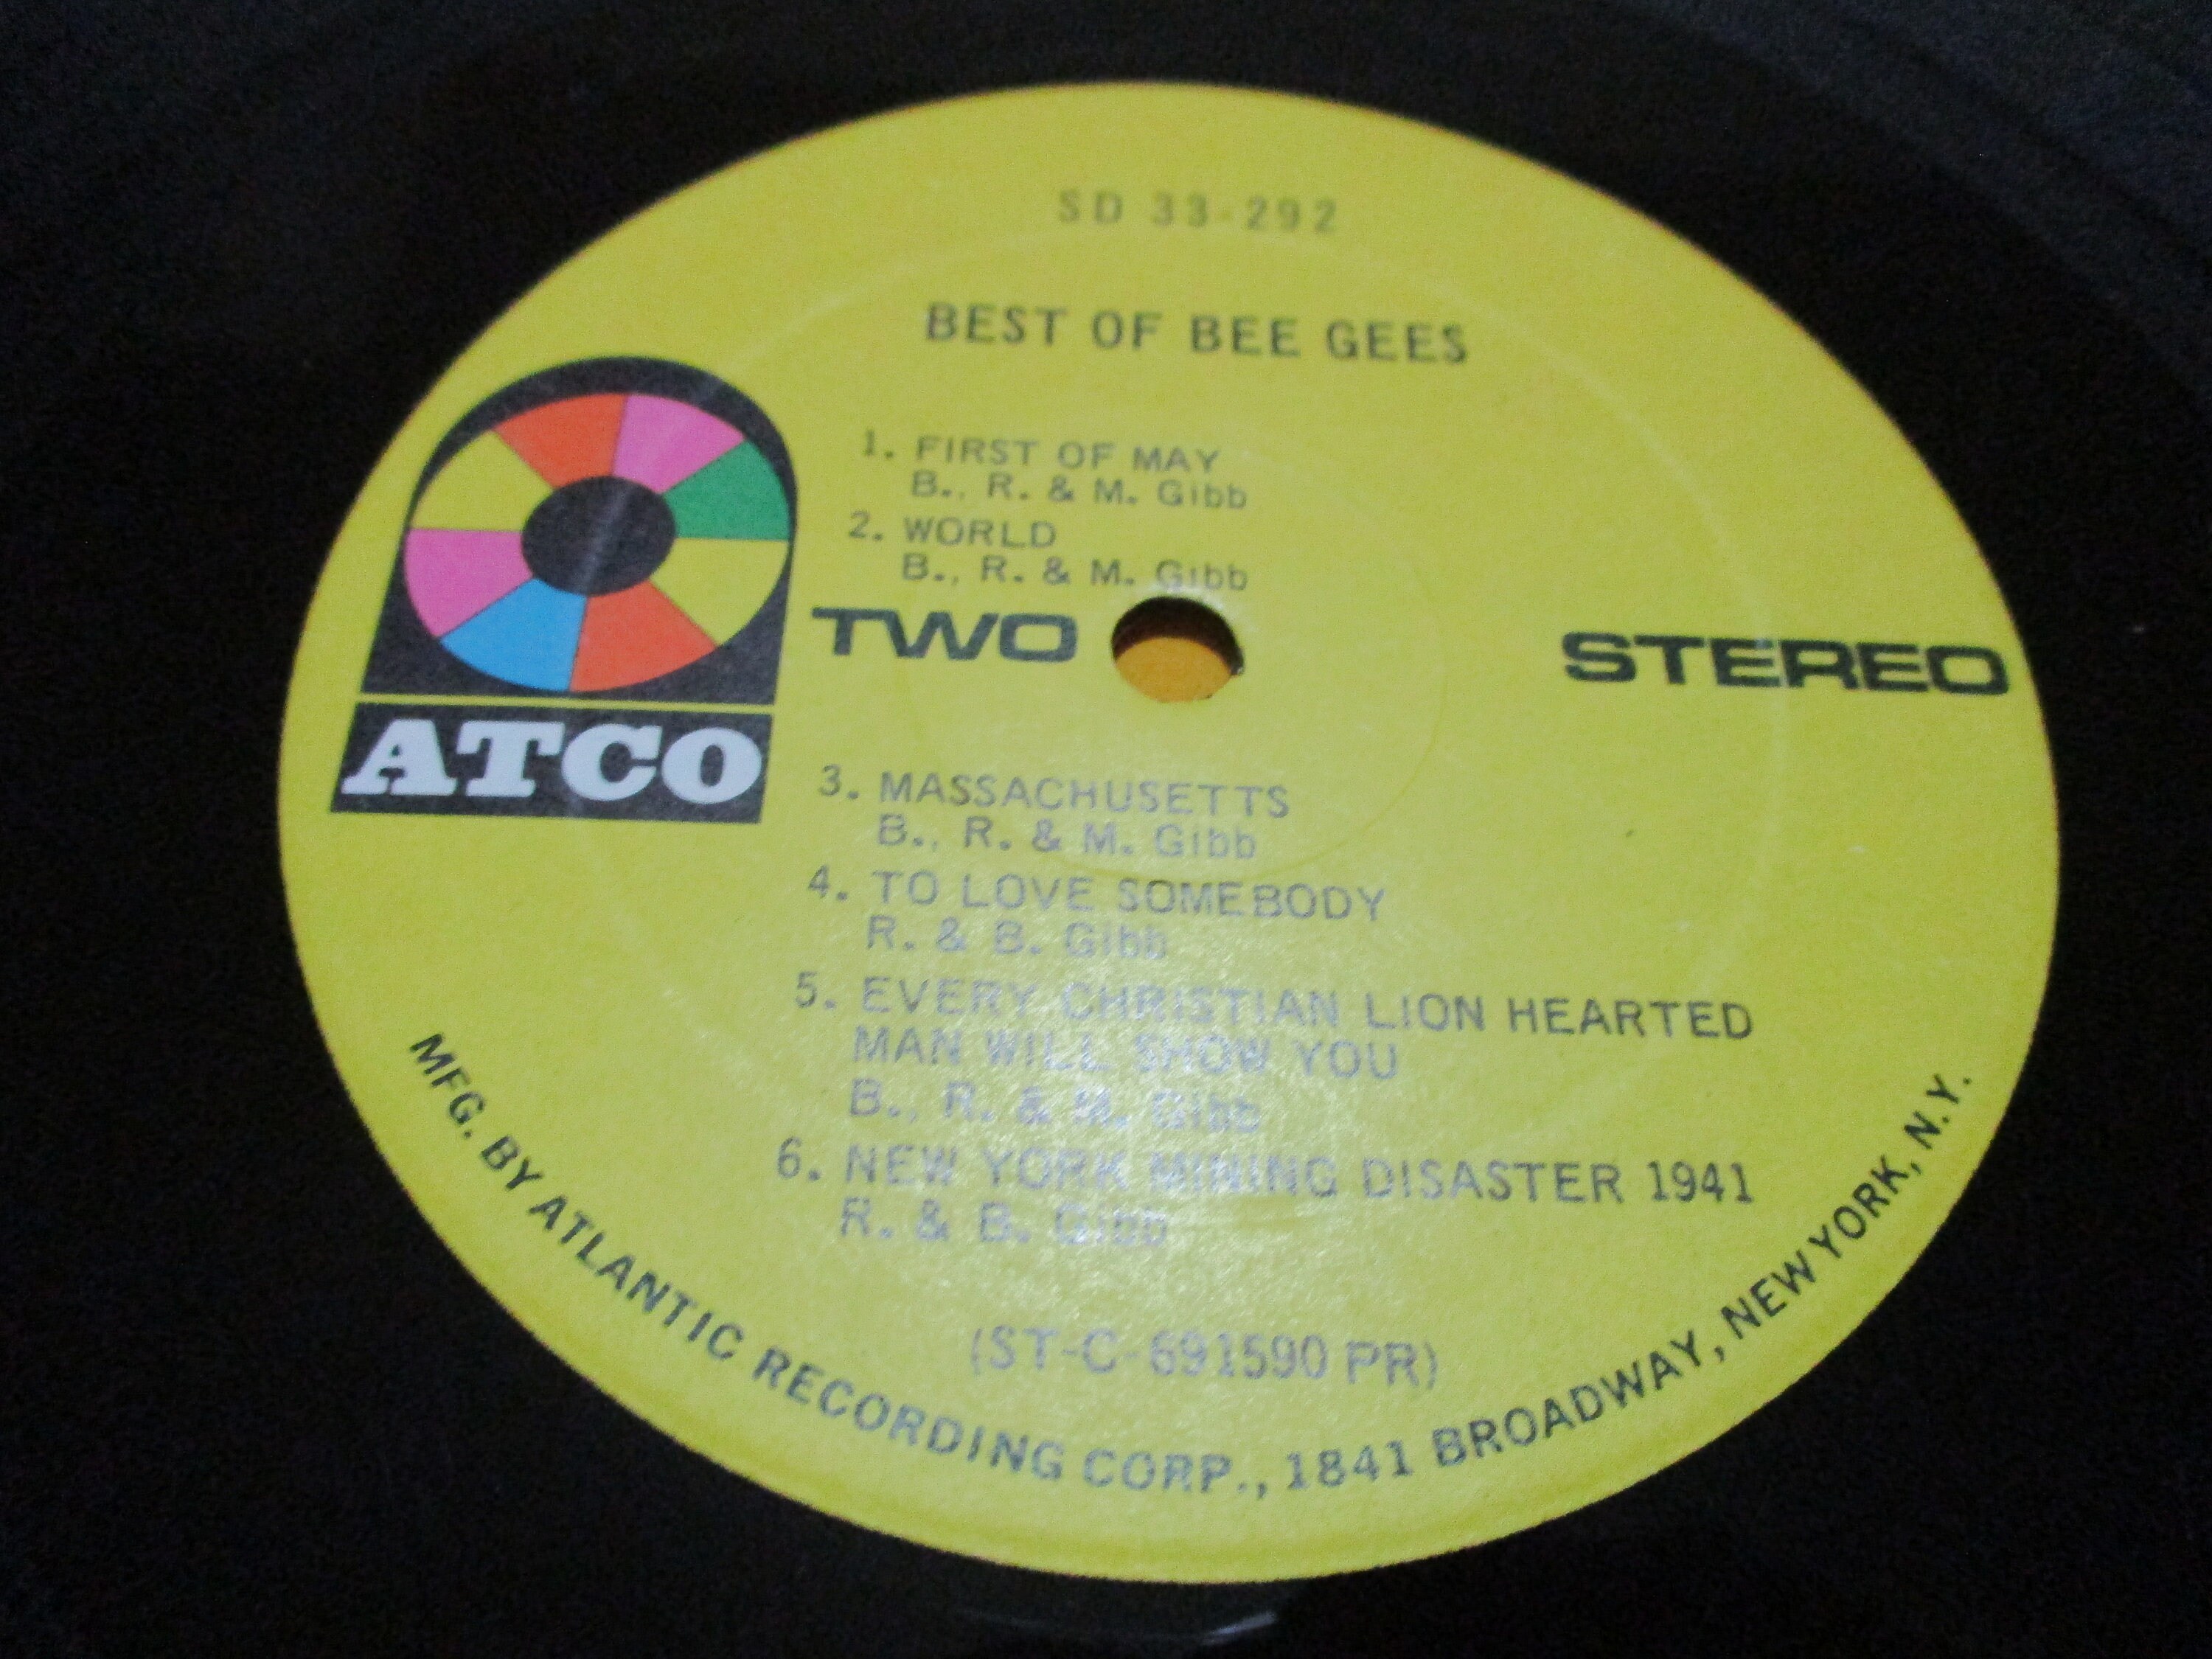 SD 33-292
BEST OF BEE GEES
1. FIRST OF MAY
B., R. & M. Gibb
2. WORLD
B., R. & M. Gibb
TWO
STEREO
ATCO
3. MASSACHUSETTS
B., R. & M. Gibb
4. TO LOVE SOMEBODY
R. & B. Gibb
5. EVERY CHRISTIAN LION HEARTED
MAN WILL SHOW YOU
B., R. & M. Gibb
6. NEW YORK MINING DISASTER 1941
R. & B. Gibb
(ST-C-691590 PR)
MFG. BY ATLANTIC RECORDING CORP., 1841 BROADWAY, NEW YORK, N.Y.